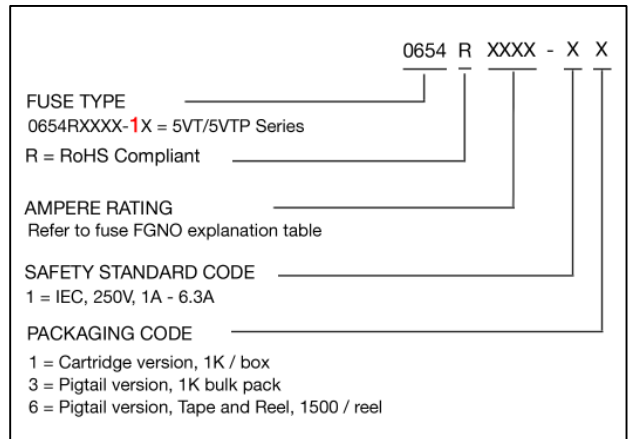 0654 R XXXX - X X
FUSE TYPE
0654RXXXX-1X = 5VT/5VTP Series
R = RoHS Compliant
AMPERE RATING
Refer to fuse FGNO explanation table
SAFETY STANDARD CODE
1 = IEC, 250V, 1A - 6.3A
PACKAGING CODE
1 = Cartridge version, 1K / box
3 = Pigtail version, 1K bulk pack
6 = Pigtail version, Tape and Reel, 1500 / reel